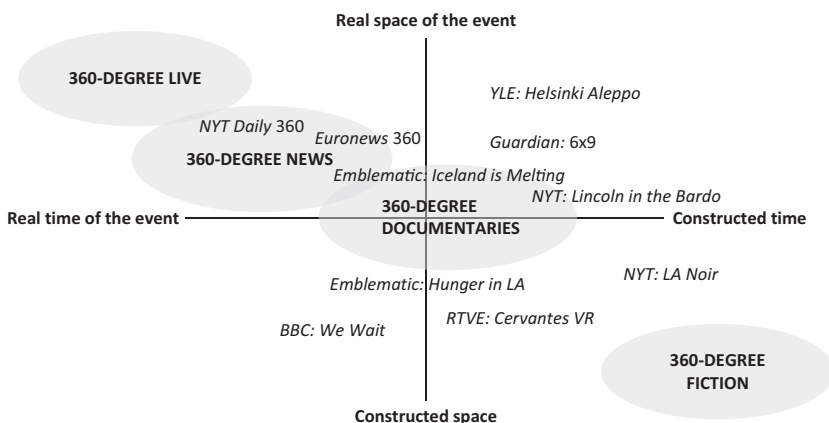 Real space of the event
360-DEGREE LIVE
YLE: Helsinki Aleppo
NYT Daily 360
Euronews 360
Guardian: 6x9
360-DEGREE NEWS
Emblematic: Iceland is Melting
NYT: Lincoln in the Bardo
360-DEGREE
DOCUMENTARIES
Real time of the event
Constructed time
NYT: LA Noir
Emblematic: Hunger in LA
RTVE: Cervantes VR
BBC: We Wait
360-DEGREE
FICTION
Constructed space